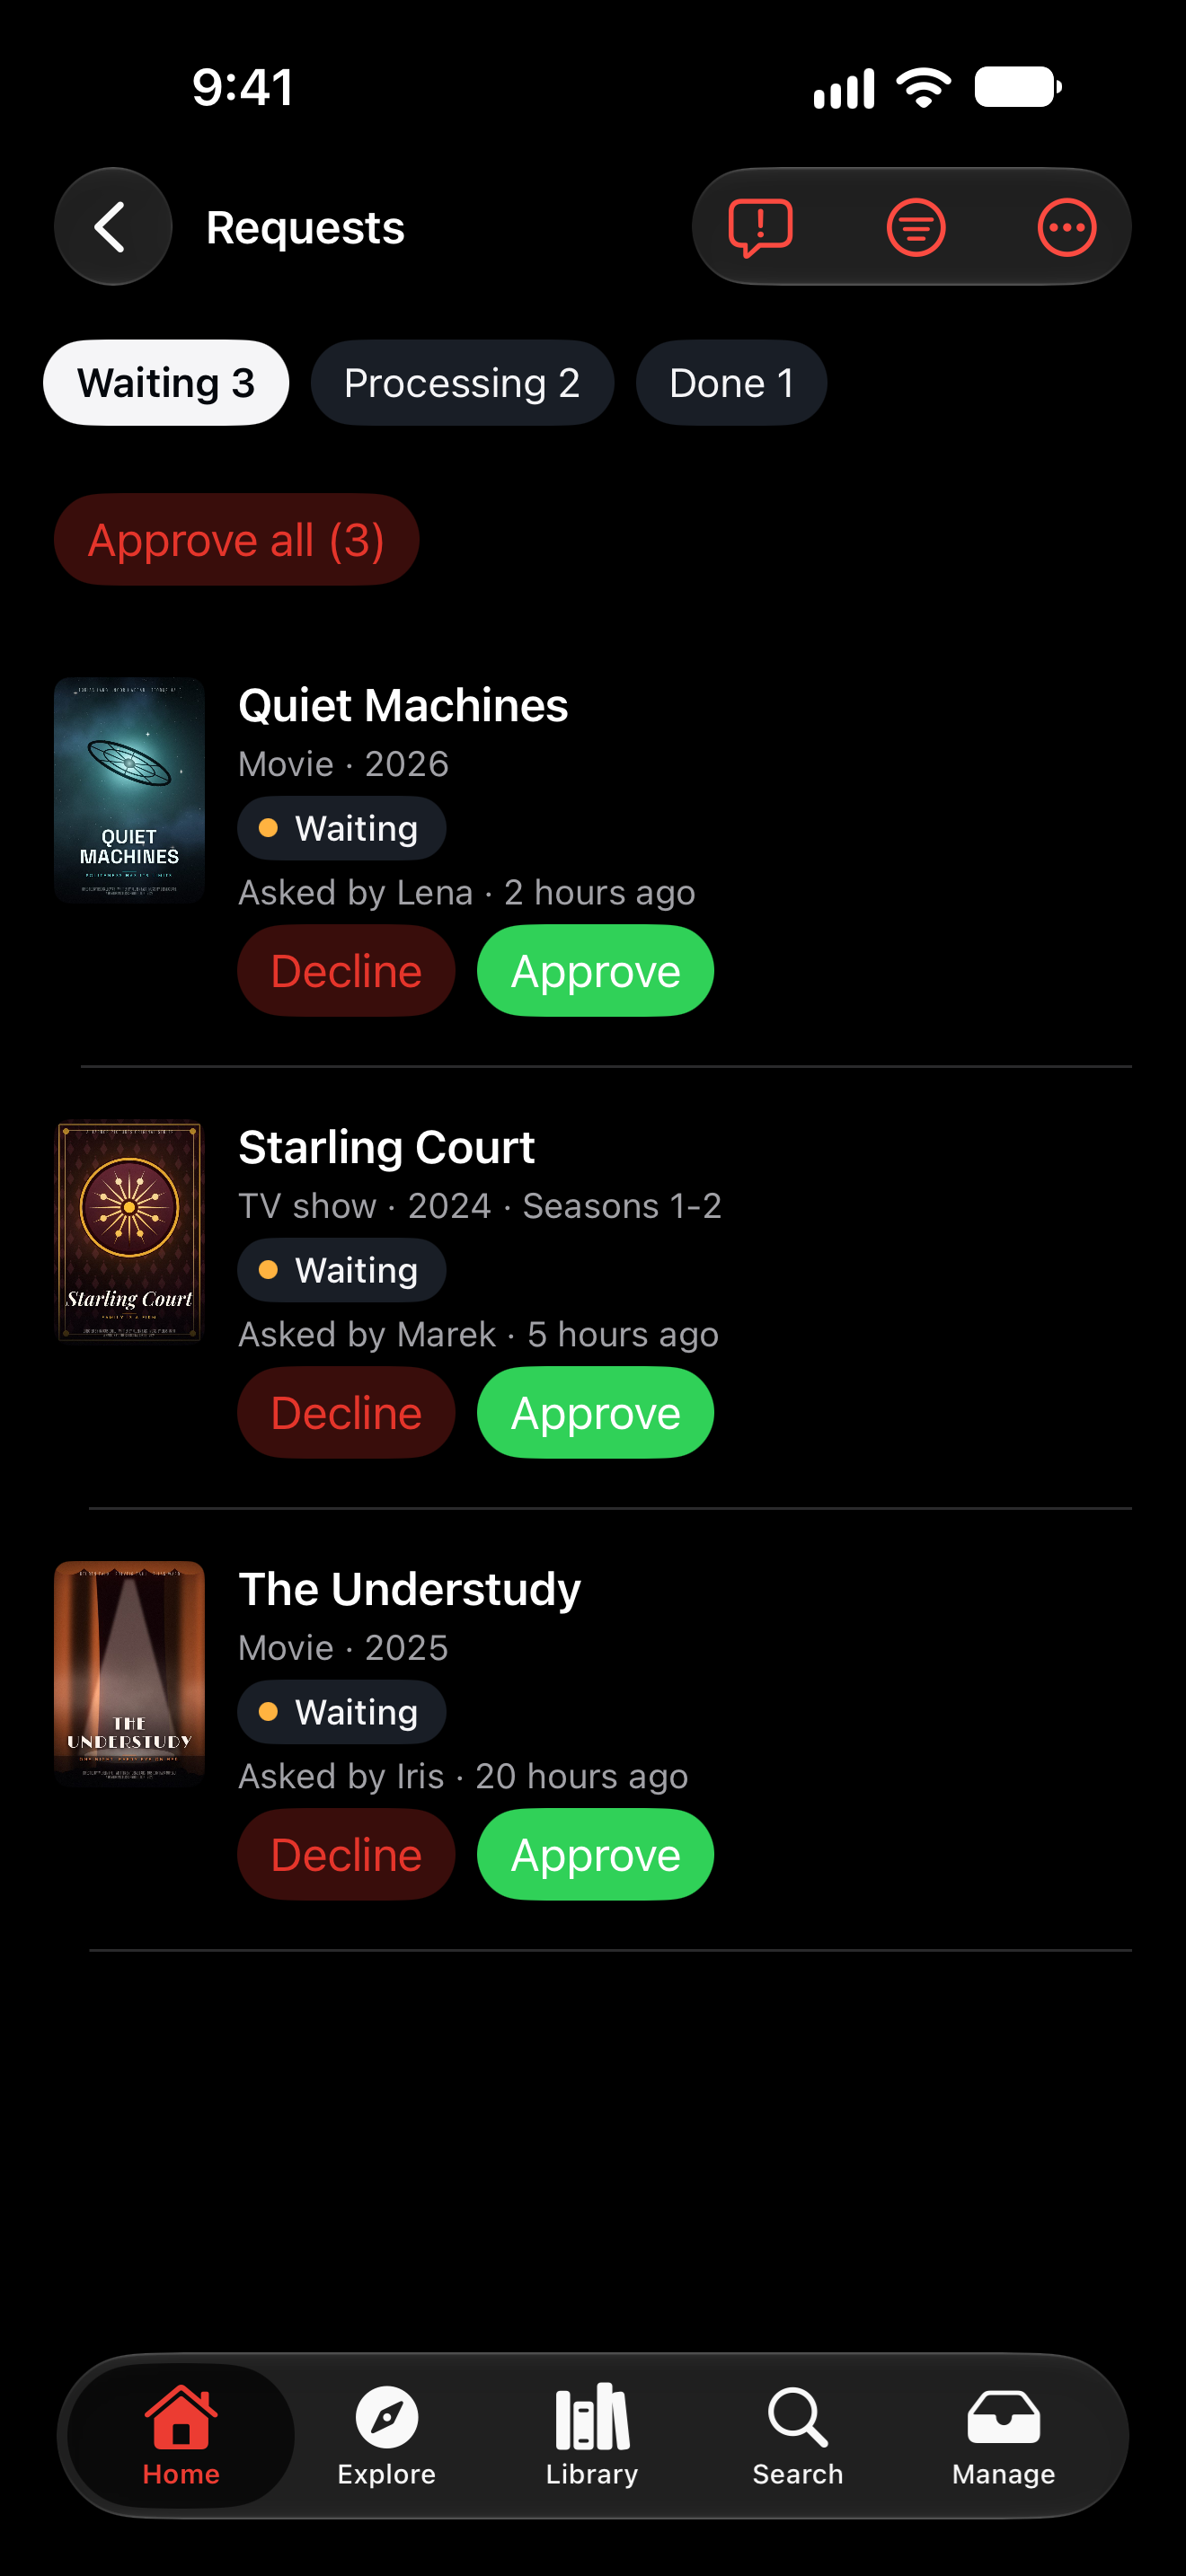 9:41
Requests
Waiting 3
Processing 2
Done 1
Approve all (3)
QUIET
MACHINES
Quiet Machines
Movie · 2026
Waiting
Asked by Lena · 2 hours ago
Decline
Approve
Starling Court
Starling Court
TV show · 2024 · Seasons 1-2
Waiting
Asked by Marek · 5 hours ago
Decline
Approve
THE
UNDERSTUDY
The Understudy
Movie · 2025
Waiting
Asked by Iris · 20 hours ago
Decline
Approve
Home
Explore
Library
Search
Manage